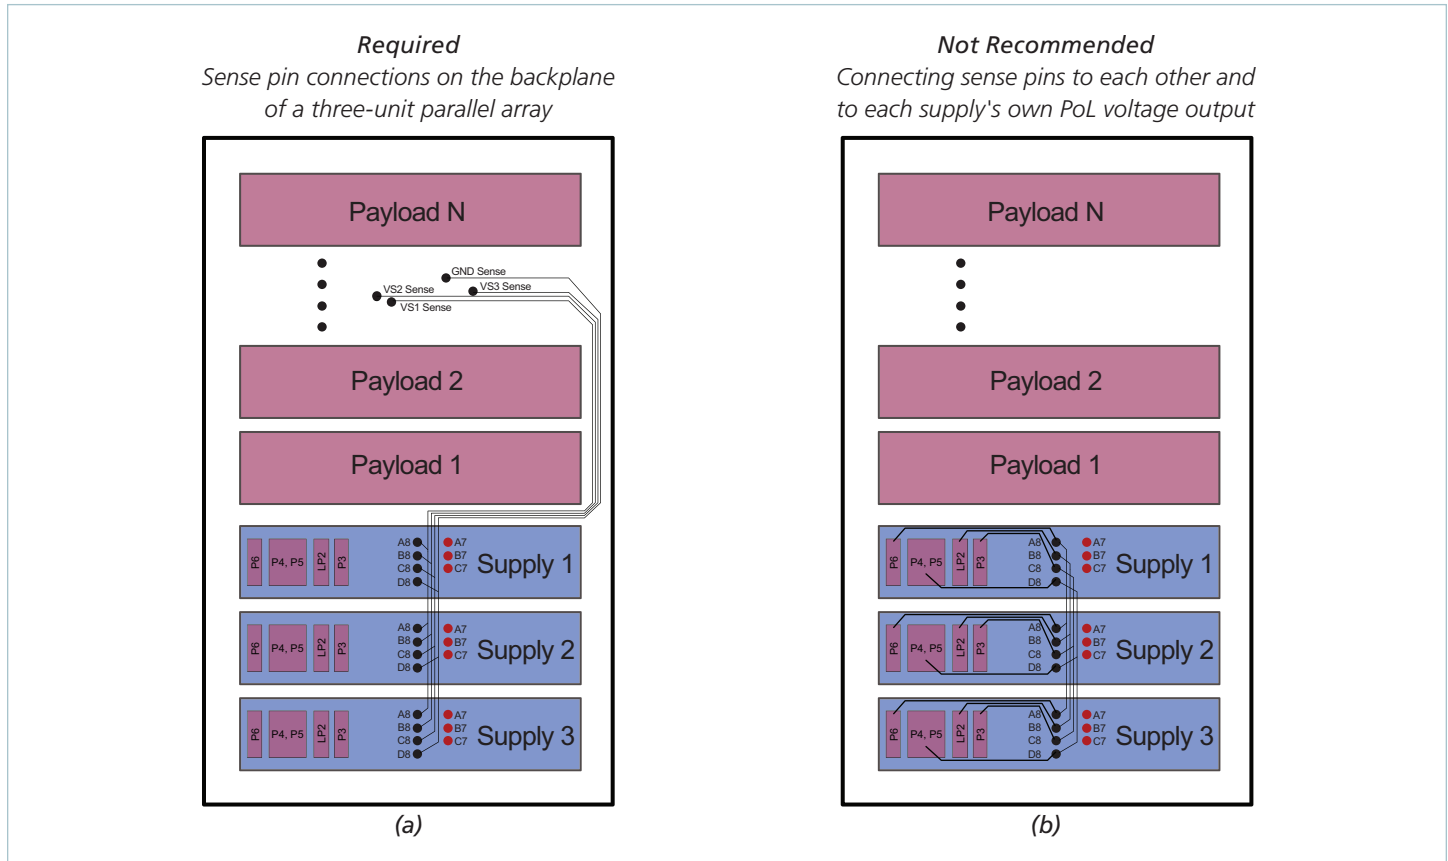 Required
Sense pin connections on the backplane
of a three-unit parallel array
Payload N
GND Sense
VS2 Sense
VS3 Sense
VS1 Sense
Payload 2
Payload 1
P6
P4, P5
LP2
P3
A8
B8
C8
D8
A7
B7
C7
Supply 1
P6
P4, P5
LP2
P3
A8
B8
C8
D8
A7
B7
C7
Supply 2
P6
P4, P5
LP2
P3
A8
B8
C8
D8
A7
B7
C7
Supply 3
(a)
Not Recommended
Connecting sense pins to each other and
to each supply's own PoL voltage output
Payload N
Payload 2
Payload 1
P6
P4, P5
LP2
P3
A8
B8
C8
D8
A7
B7
C7
Supply 1
P6
P4, P5
LP2
P3
A8
B8
C8
D8
A7
B7
C7
Supply 2
P6
P4, P5
LP2
P3
A8
B8
C8
D8
A7
B7
C7
Supply 3
(b)